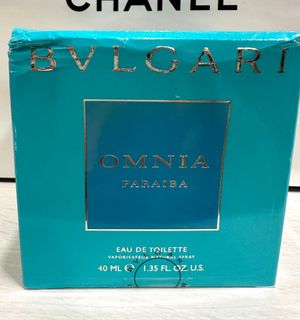 CHANEL
BVLGARI
OMNIA
PARAIBA
EAU DE TOILETTE
VAPORISATEUR NATURAL SPRAY
40 ML ℮ 1.35 FL. OZ. U.S.